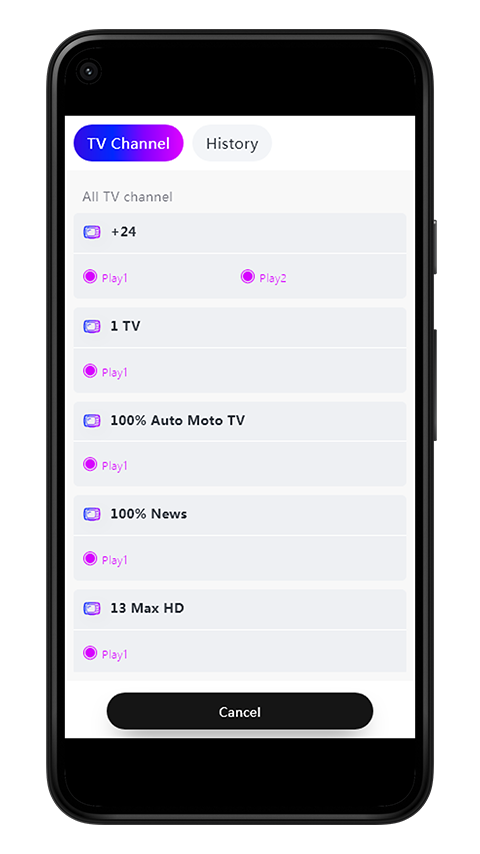 TV Channel History
All TV channel
+24
Play1 Play2
1 TV
Play1
100% Auto Moto TV
Play1
100% News
Play1
13 Max HD
Play1
Cancel